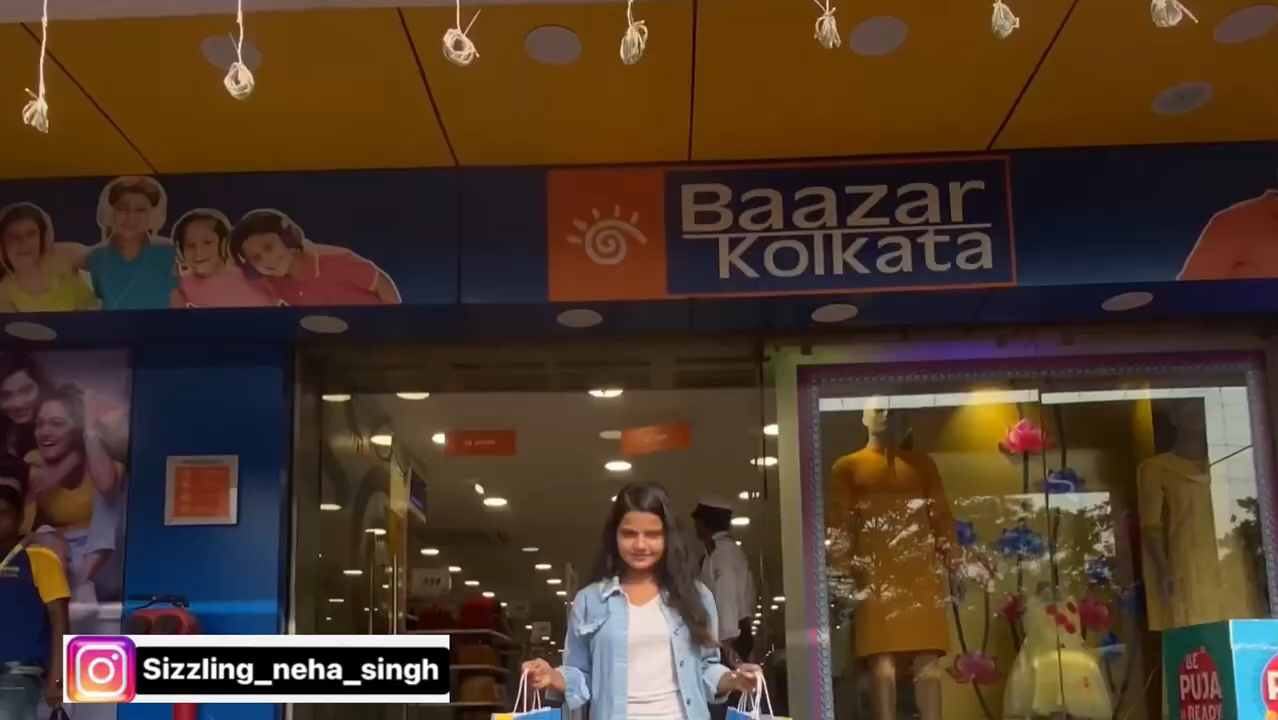 Baazar
Kolkata
Sizzling_neha_singh
BE
PUJA
READY